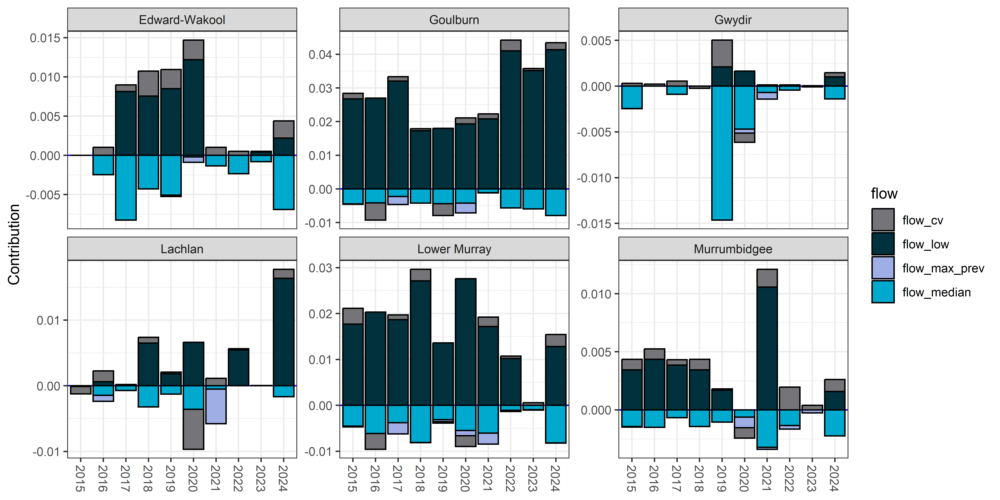 Edward-Wakool
Goulburn
Gwydir
0.015
0.010
0.005
0.000
-0.005
0.04
0.03
0.02
0.01
0.00
-0.01
0.005
0.000
-0.005
-0.010
-0.015
Contribution
Lachlan
Lower Murray
Murrumbidgee
0.01
0.00
-0.01
0.03
0.02
0.01
0.00
-0.01
0.010
0.005
0.000
2015 2016 2017 2018 2019 2020 2021 2022 2023 2024
2015 2016 2017 2018 2019 2020 2021 2022 2023 2024
2015 2016 2017 2018 2019 2020 2021 2022 2023 2024
flow
flow_cv
flow_low
flow_max_prev
flow_median